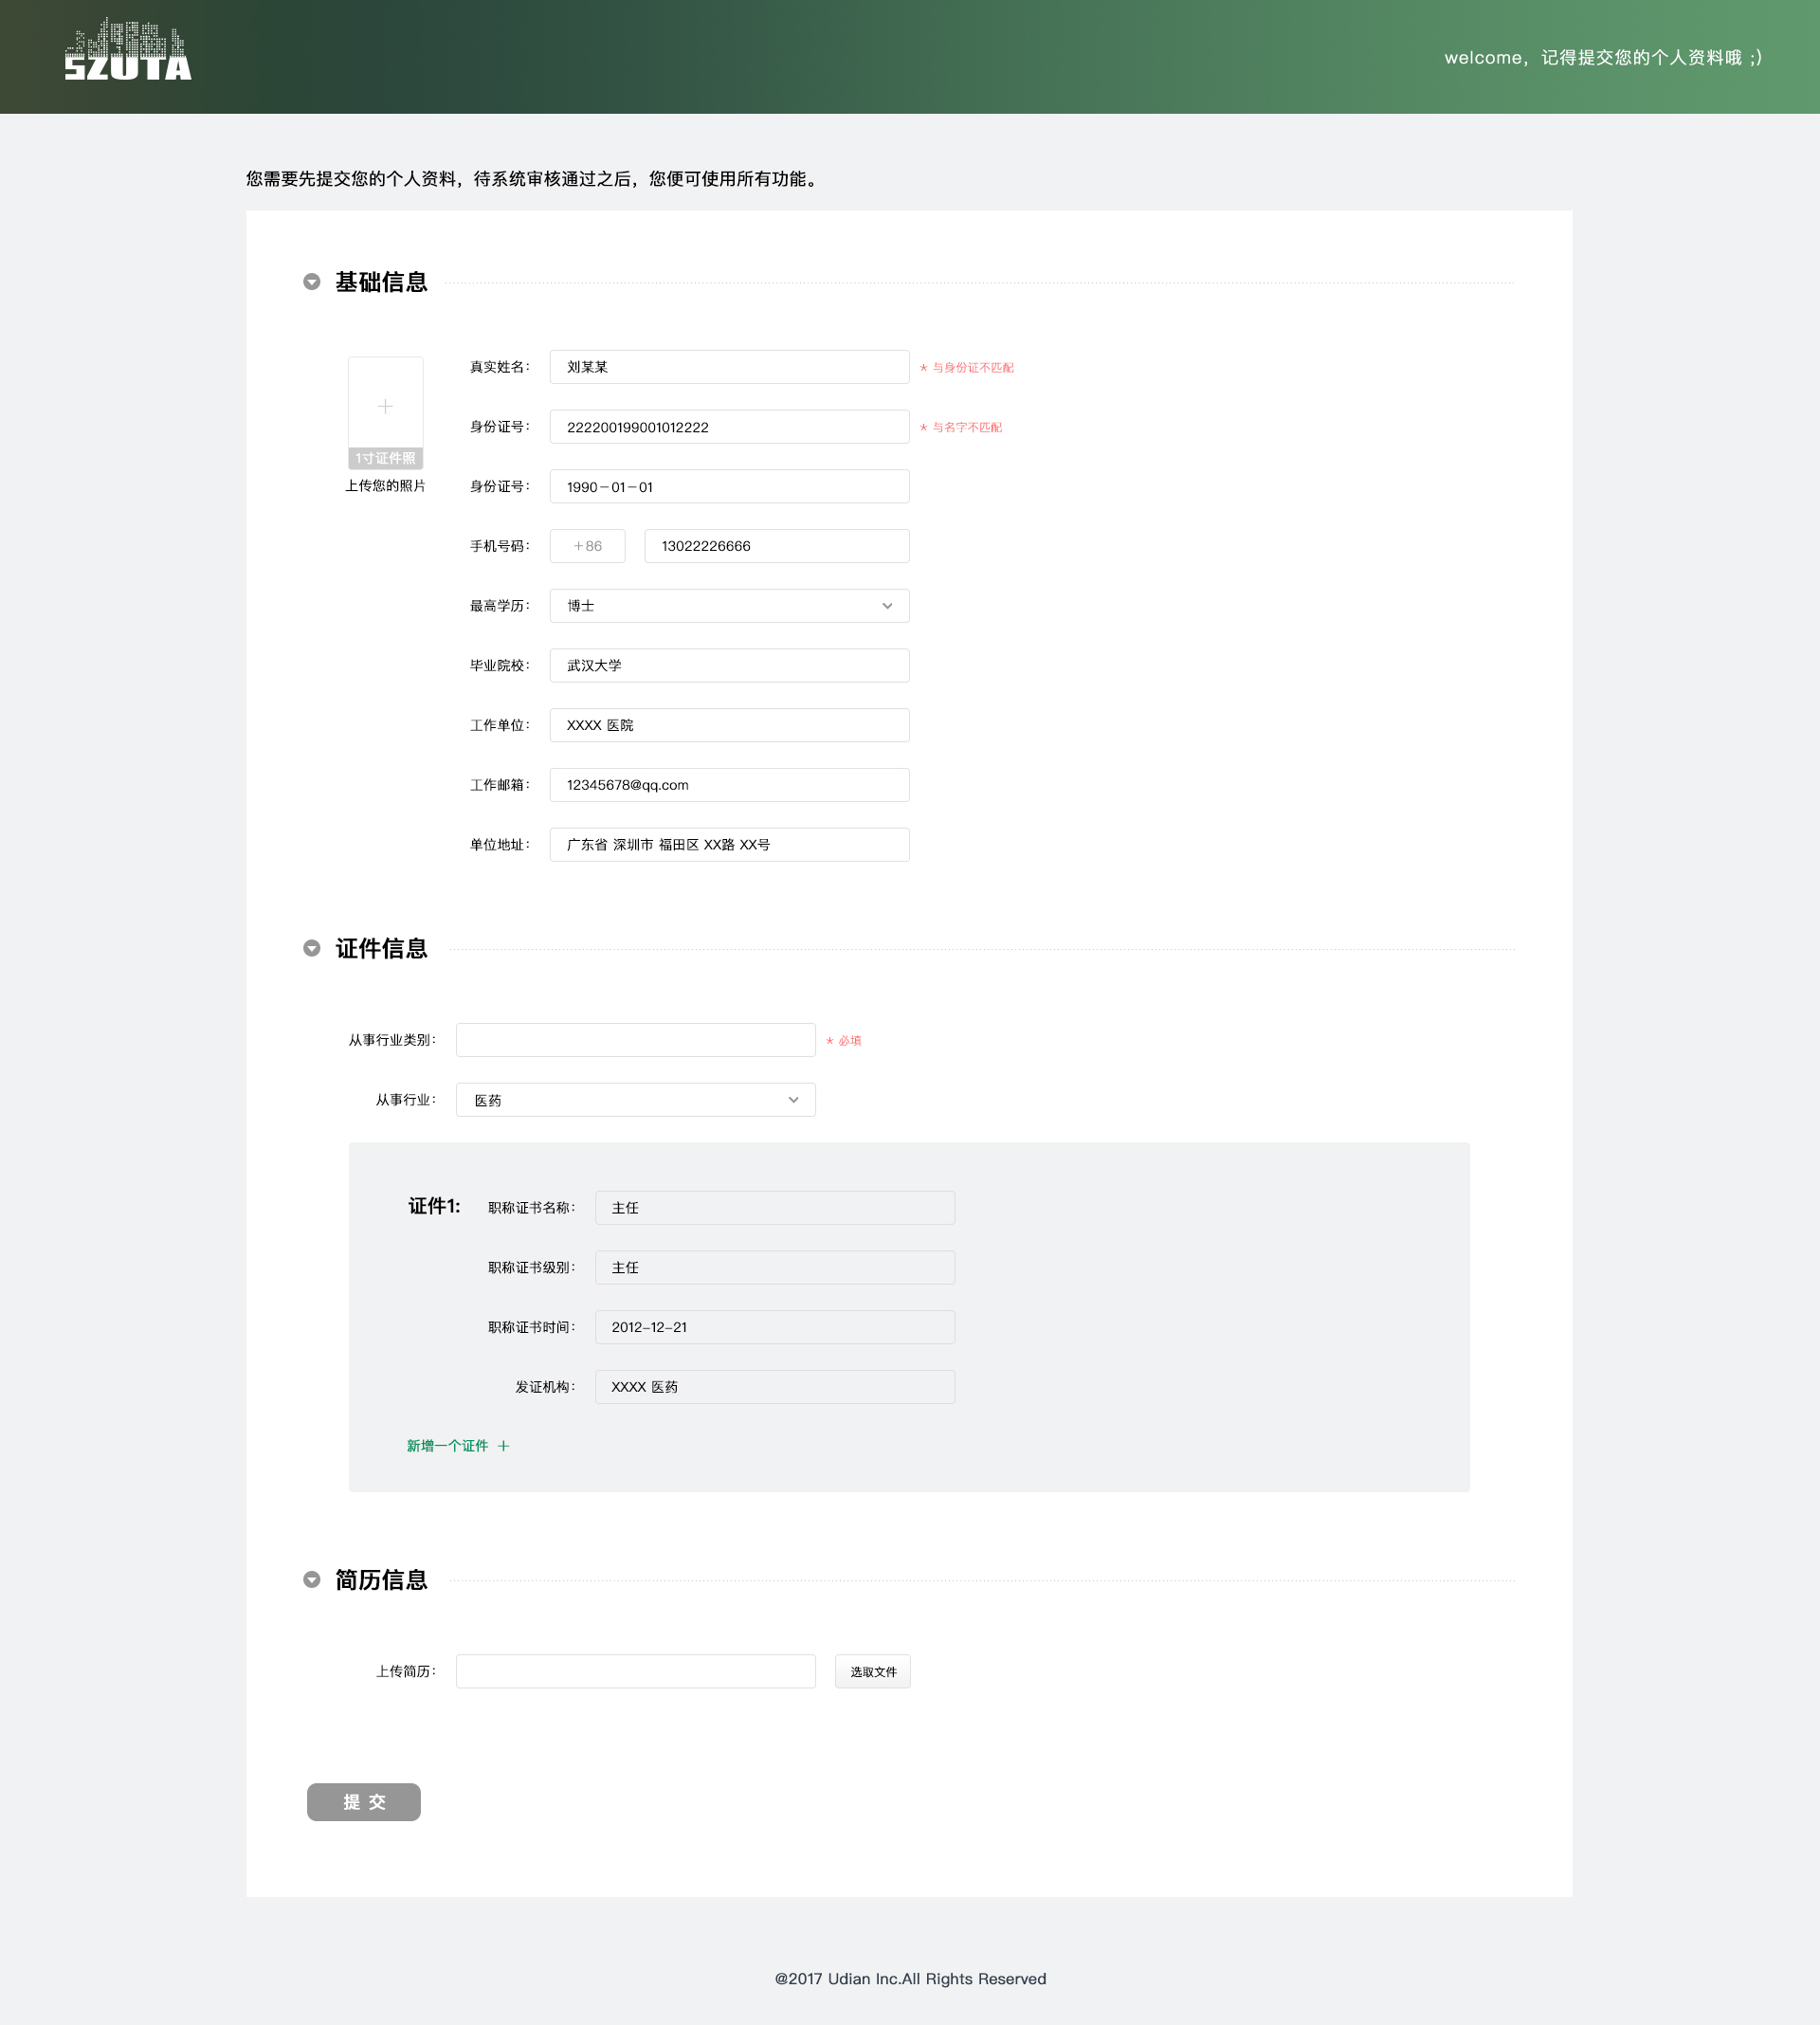 SZUTA
welcome，记得提交您的个人资料哦 ;)
您需要先提交您的个人资料，待系统审核通过之后，您便可使用所有功能。
基础信息
1寸证件照
上传您的照片
真实姓名： 刘某某 * 与身份证不匹配
身份证号： 222200199001012222 * 与名字不匹配
身份证号： 1990－01－01
手机号码： +86 13022226666
最高学历： 博士
毕业院校： 武汉大学
工作单位： XXXX 医院
工作邮箱： 12345678@qq.com
单位地址： 广东省 深圳市 福田区 XX路 XX号
证件信息
从事行业类别： * 必填
从事行业： 医药
证件1: 职称证书名称： 主任
职称证书级别： 主任
职称证书时间： 2012-12-21
发证机构： XXXX 医药
新增一个证件 +
简历信息
上传简历： 选取文件
提 交
@2017 Udian Inc.All Rights Reserved